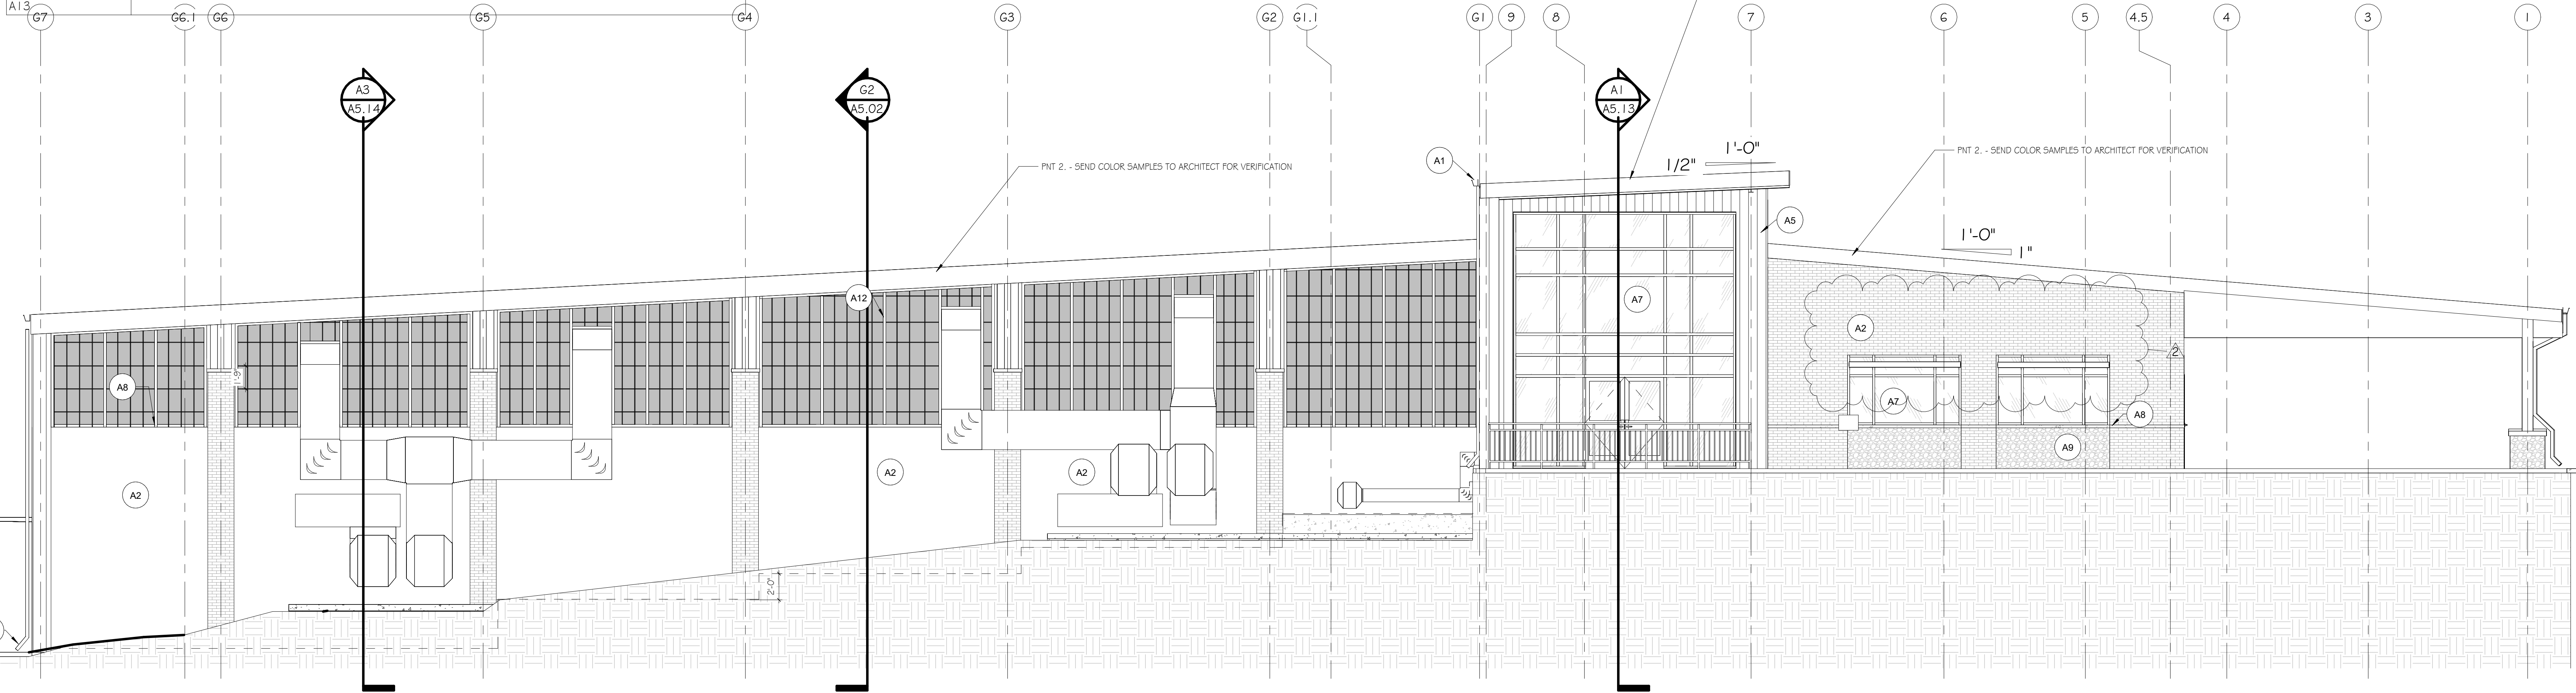 A13
G7
G6.1
G6
G5
G4
G3
G2
G1.1
G1
9
8
7
6
5
4.5
4
3
1
A3
A5.14
G2
A5.02
A1
A5.13
1'-0"
1/2"
PNT 2. - SEND COLOR SAMPLES TO ARCHITECT FOR VERIFICATION
PNT 2. - SEND COLOR SAMPLES TO ARCHITECT FOR VERIFICATION
A1
A5
1'-0"
1"
A12
A7
A2
2
A8
A7
A8
A9
A2
A2
A2
2'-0"